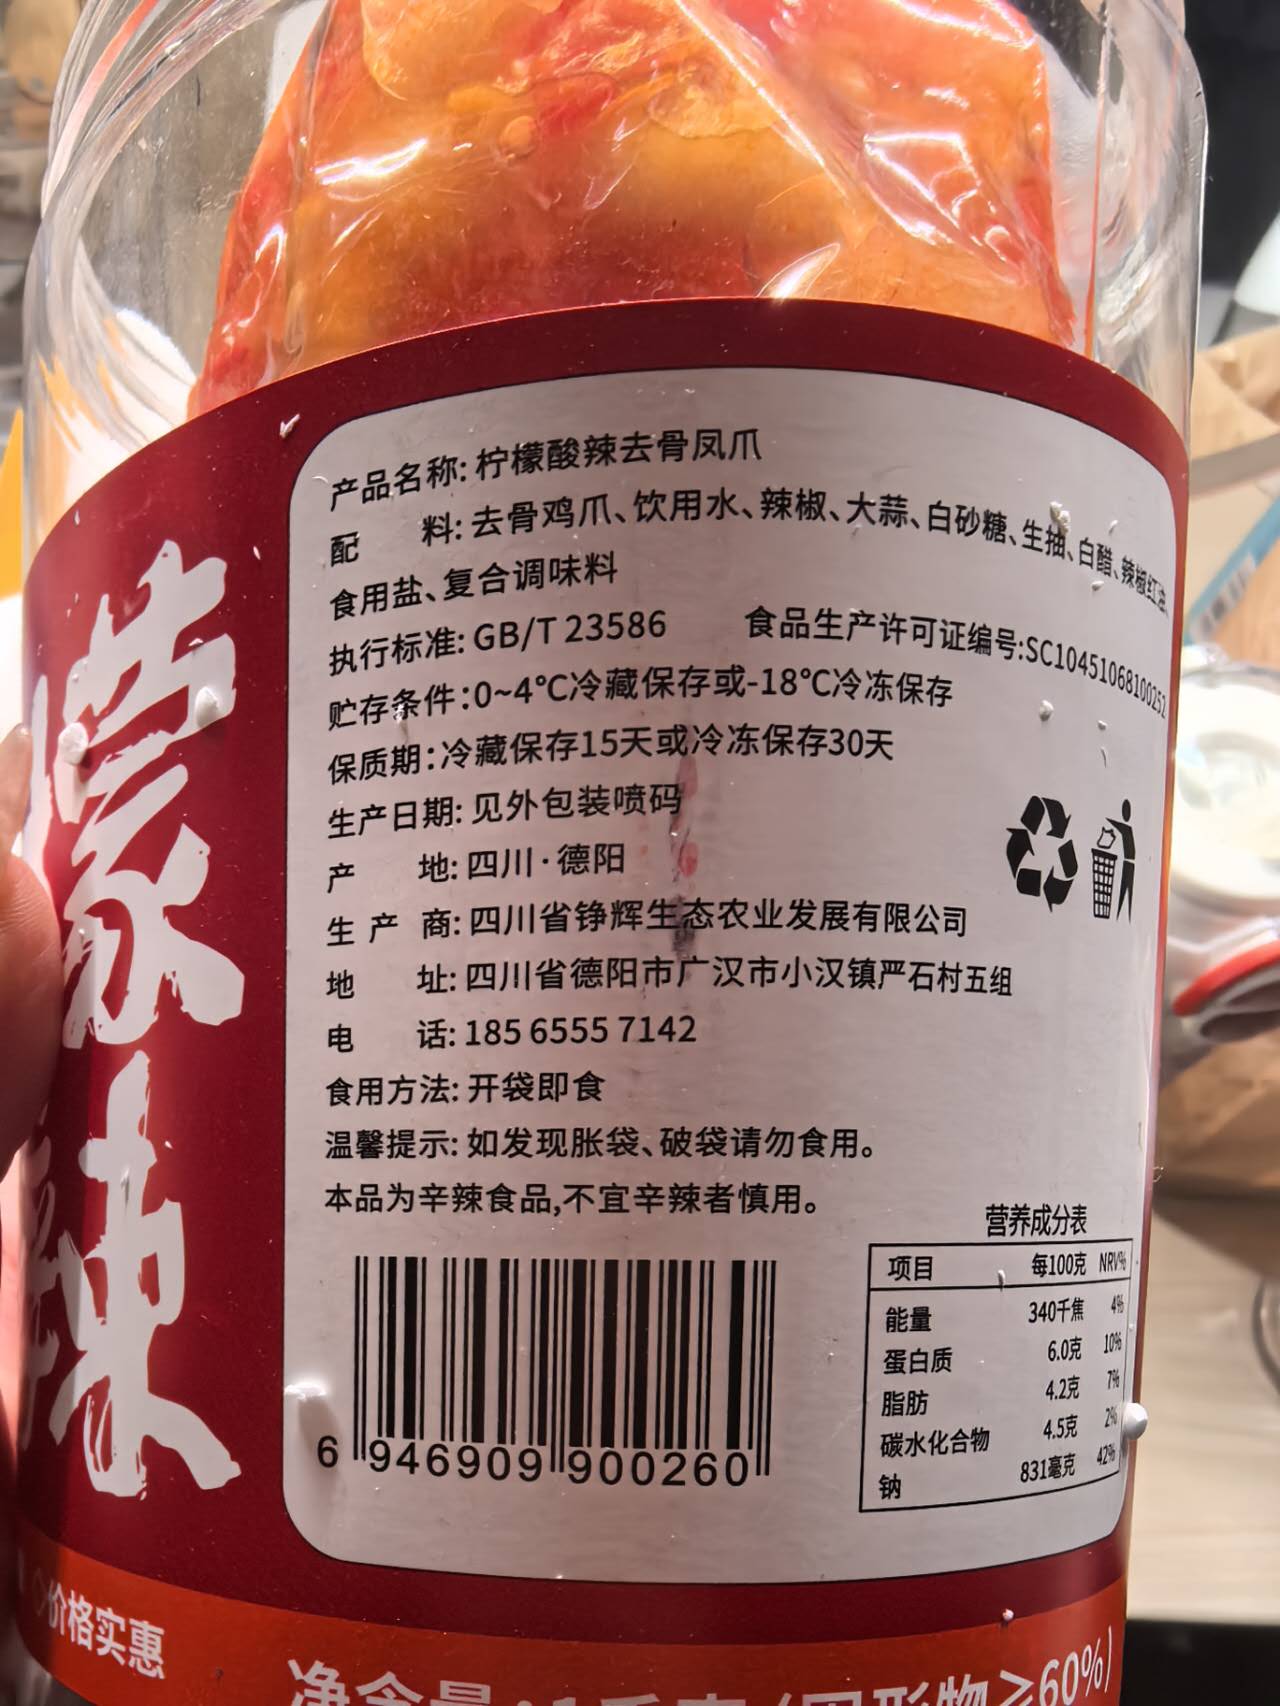 产品名称：柠檬酸辣去骨凤爪
配 料：去骨鸡爪、饮用水、辣椒、大蒜、白砂糖、生抽、白醋、辣椒红油、
食用盐、复合调味料
执行标准：GB/T 23586 食品生产许可证编号:SC10451068100252
贮存条件：0~4℃冷藏保存或-18℃冷冻保存
保质期：冷藏保存15天或冷冻保存30天
生产日期：见外包装喷码
产 地：四川·德阳
生产商：四川省铮辉生态农业发展有限公司
地 址：四川省德阳市广汉市小汉镇严石村五组
电 话：185 6555 7142
食用方法：开袋即食
温馨提示：如发现胀袋、破袋请勿食用。
本品为辛辣食品,不宜辛辣者慎用。
6 946909 900260
营养成分表
项目 每100克 NRV%
能量 340千焦 4%
蛋白质 6.0克 10%
脂肪 4.2克 7%
碳水化合物 4.5克 2%
钠 831毫克 42%
檬
辣
价格实惠
净含量:1千克(固形物≥60%)